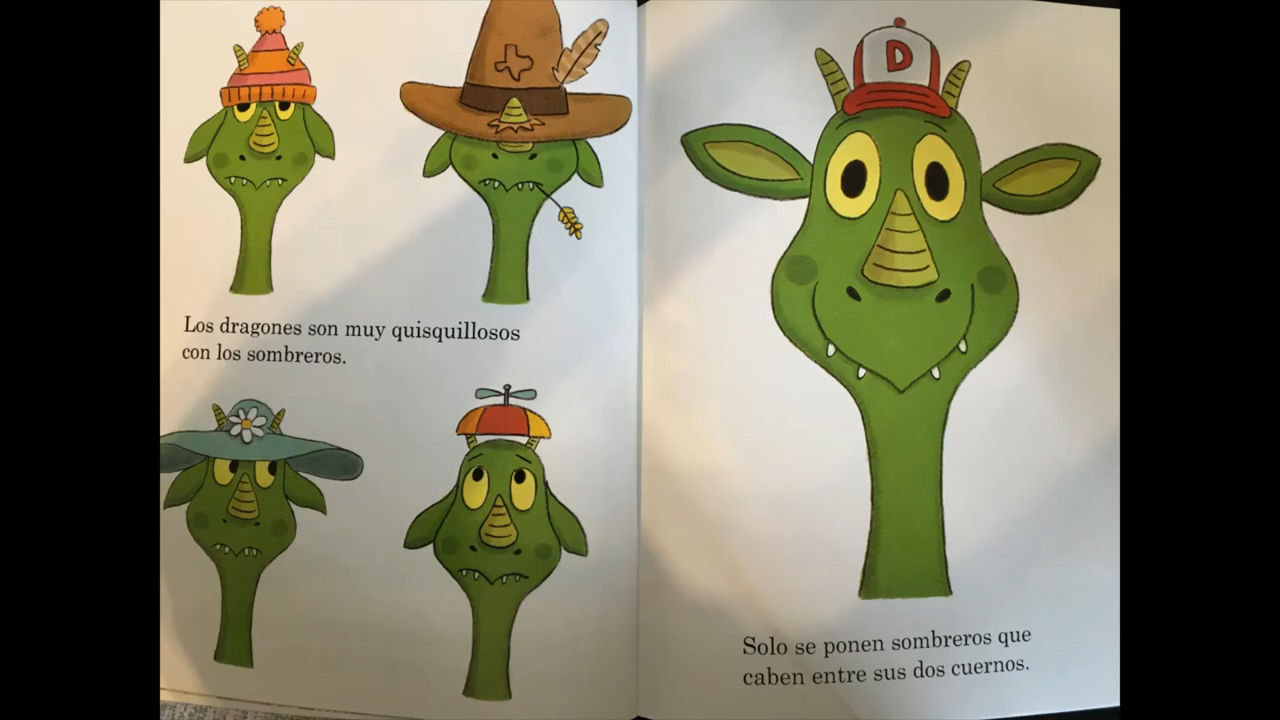 Los dragones son muy quisquillosos
con los sombreros.
D
Solo se ponen sombreros que
caben entre sus dos cuernos.